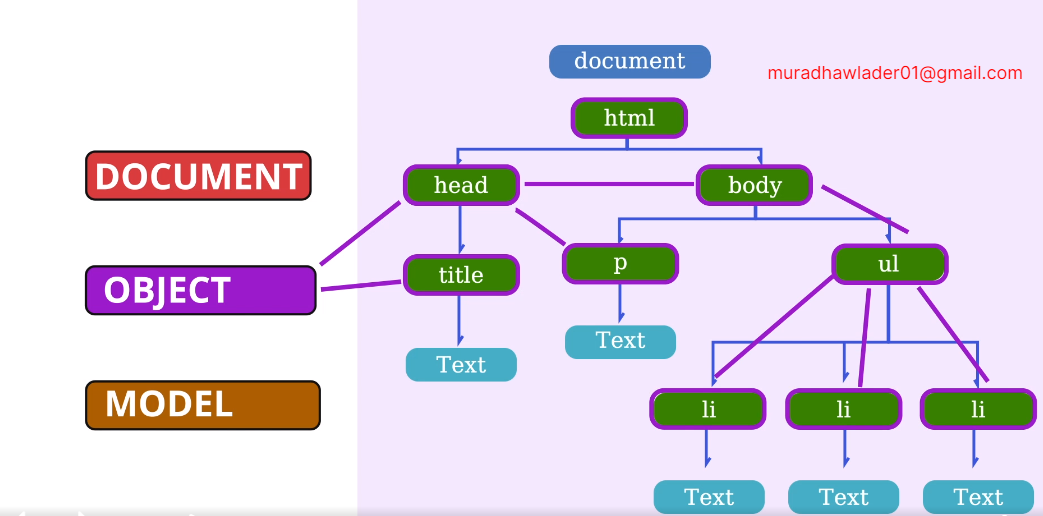 document
muradhawlader01@gmail.com
html
DOCUMENT
head
body
OBJECT
title
p
ul
Text
Text
MODEL
li
li
li
Text
Text
Text